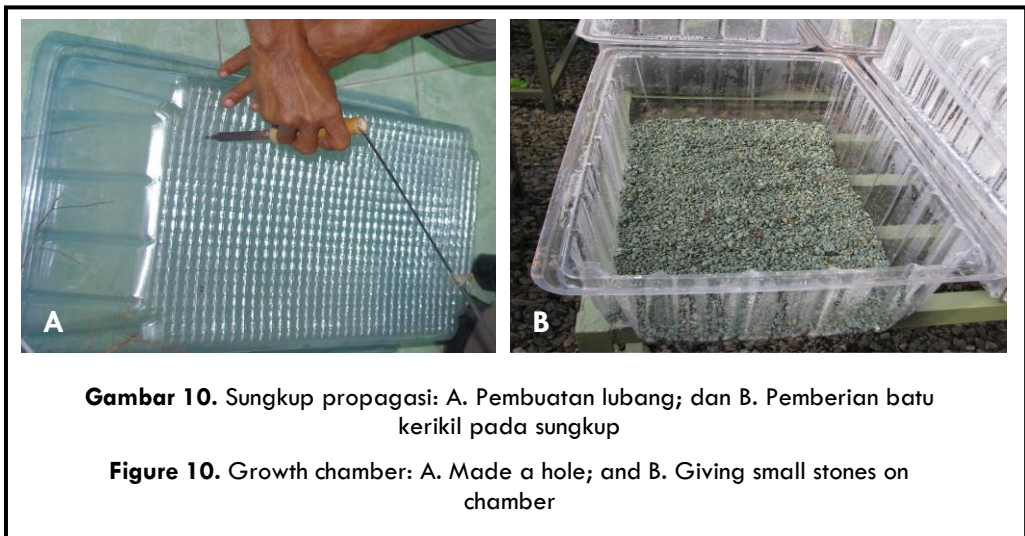 A
B
Gambar 10. Sungkup propagasi: A. Pembuatan lubang; dan B. Pemberian batu
kerikil pada sungkup
Figure 10. Growth chamber: A. Made a hole; and B. Giving small stones on
chamber